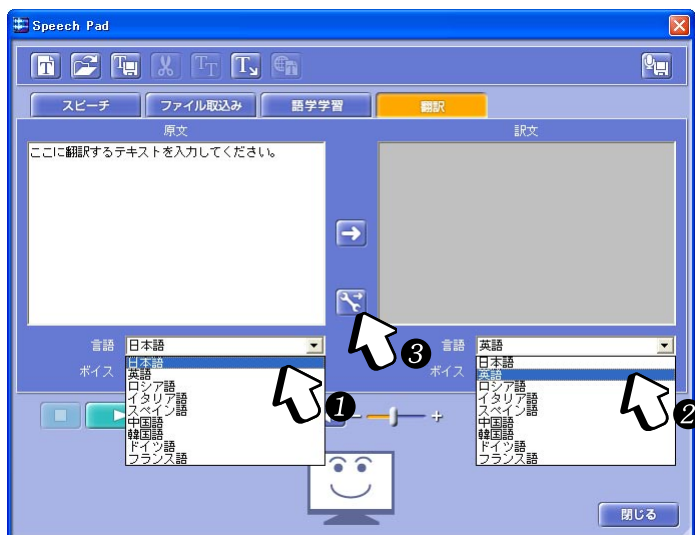 Speech Pad
スピーチ
ファイル取込み
語学学習
翻訳
原文
訳文
ここに翻訳するテキストを入力してください。
言語
日本語
ボイス
日本語
英語
ロシア語
イタリア語
スペイン語
中国語
韓国語
ドイツ語
フランス語
1
3
言語
英語
ボイス
日本語
英語
ロシア語
イタリア語
スペイン語
中国語
韓国語
ドイツ語
フランス語
2
- +
閉じる